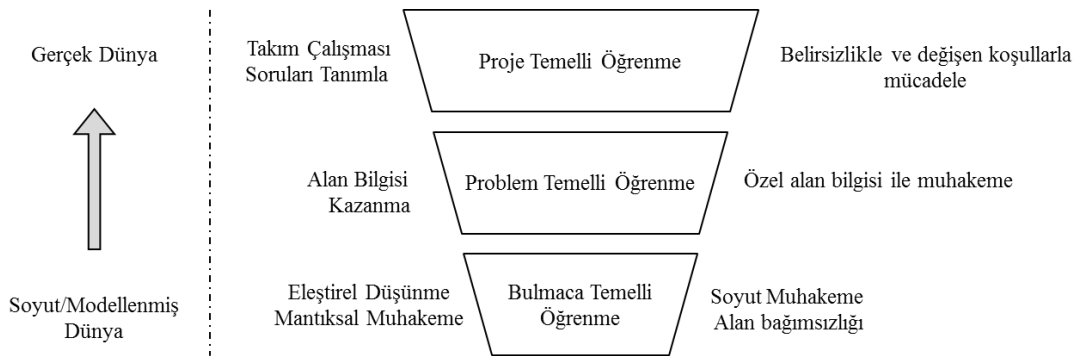 Gerçek Dünya
Takım Çalışması
Soruları Tanımla
Proje Temelli Öğrenme
Belirsizlikle ve değişen koşullarla
mücadele
Alan Bilgisi
Kazanma
Problem Temelli Öğrenme
Özel alan bilgisi ile muhakeme
Soyut/Modellenmiş
Dünya
Eleştirel Düşünme
Mantıksal Muhakeme
Bulmaca Temelli
Öğrenme
Soyut Muhakeme
Alan bağımsızlığı